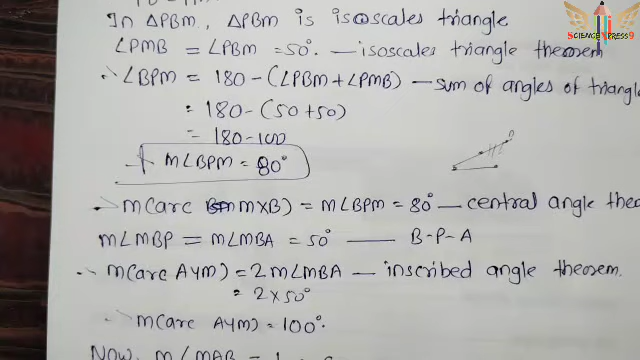 SCIENCEXPRESS9
In ΔPBM, ΔPBM is isoscales triangle
∠PMB = ∠PBM = 50°. — isoscales triangle theorem
∴ ∠BPM = 180 - (∠PBM + ∠PMB) — sum of angles of triangle
= 180 - (50 + 50)
= 180 - 100
m∠BPM = 80°
∴ m(arc MXB) = m∠BPM = 80° — central angle theo
m∠MBP = m∠MBA = 50° — B-P-A
∴ m(arc AYM) = 2m∠MBA — inscribed angle theorem.
= 2 × 50°
∴ m(arc AYM) = 100°.
Now, m∠MAB =